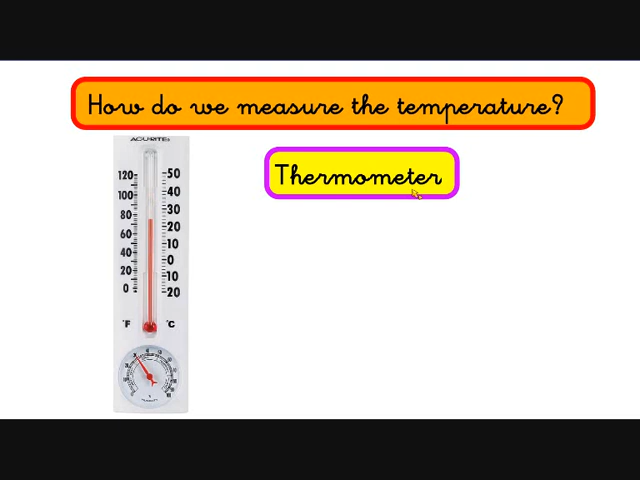 How do we measure the temperature?
ACURITE
Thermometer
120 50
100 40
80 30
60 20
40 10
20 0
0 10
20
°F °C